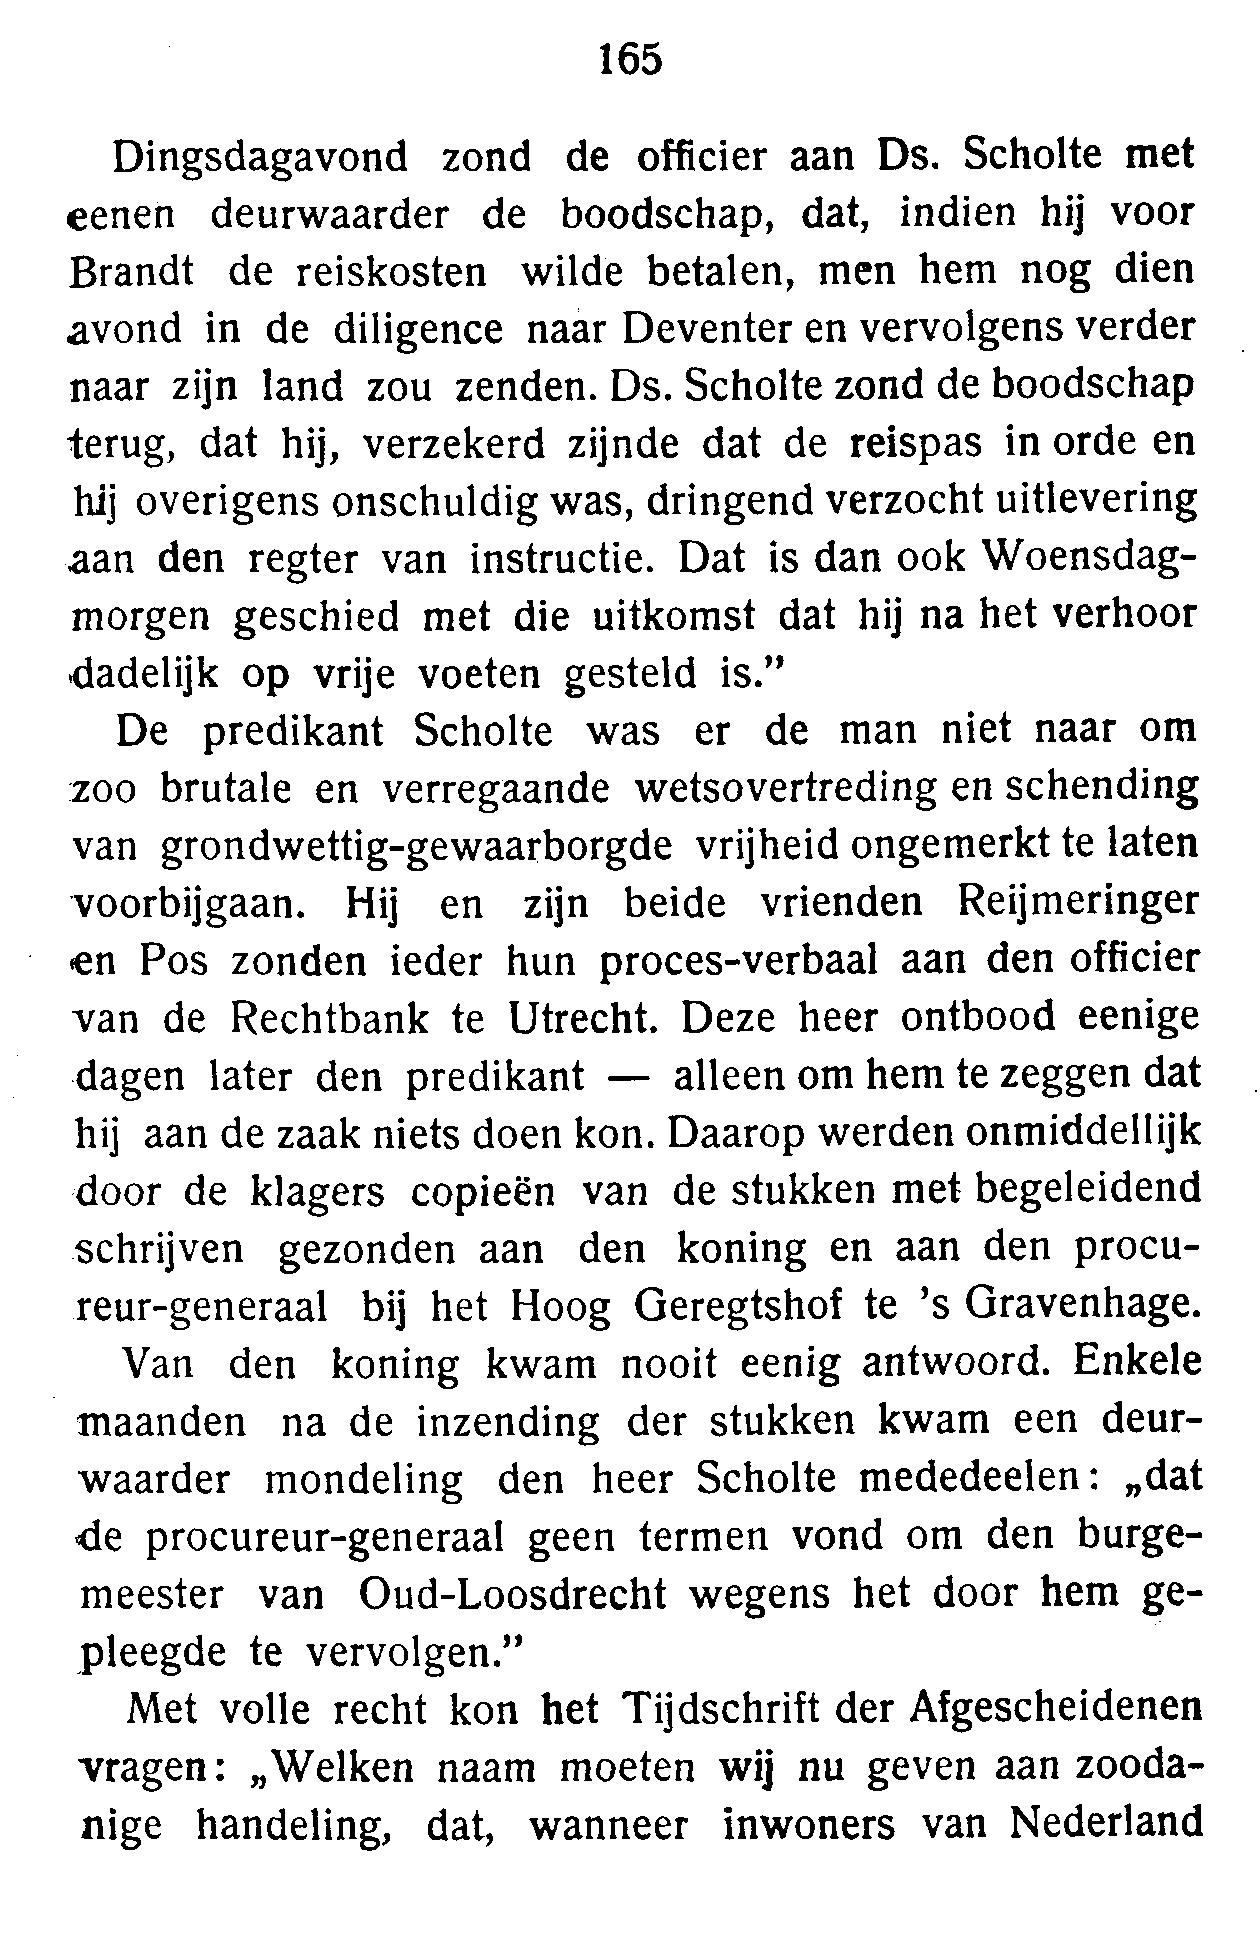 165
Dingsdagavond zond de officier aan Ds. Scholte met
eenen deurwaarder de boodschap, dat, indien hij voor
Brandt de reiskosten wilde betalen, men hem nog dien
avond in de diligence naar Deventer en vervolgens verder
naar zijn land zou zenden. Ds. Scholte zond de boodschap
terug, dat hij, verzekerd zijnde dat de reispas in orde en
hij overigens onschuldig was, dringend verzocht uitlevering
aan den regter van instructie. Dat is dan ook Woensdag-
morgen geschied met die uitkomst dat hij na het verhoor
dadelijk op vrije voeten gesteld is."
De predikant Scholte was er de man niet naar om
zoo brutale en verregaande wetsovertreding en schending
van grondwettig-gewaarborgde vrijheid ongemerkt te laten
voorbijgaan. Hij en zijn beide vrienden Reijmeringer
en Pos zonden ieder hun proces-verbaal aan den officier
van de Rechtbank te Utrecht. Deze heer ontbood eenige
dagen later den predikant — alleen om hem te zeggen dat
hij aan de zaak niets doen kon. Daarop werden onmiddellijk
door de klagers copieën van de stukken met begeleidend
schrijven gezonden aan den koning en aan den procu-
reur-generaal bij het Hoog Geregtshof te 's Gravenhage.
Van den koning kwam nooit eenig antwoord. Enkele
maanden na de inzending der stukken kwam een deur-
waarder mondeling den heer Scholte mededeelen: „dat
de procureur-generaal geen termen vond om den burge-
meester van Oud-Loosdrecht wegens het door hem ge-
pleegde te vervolgen."
Met volle recht kon het Tijdschrift der Afgescheidenen
vragen: „Welken naam moeten wij nu geven aan zooda-
nige handeling, dat, wanneer inwoners van Nederland